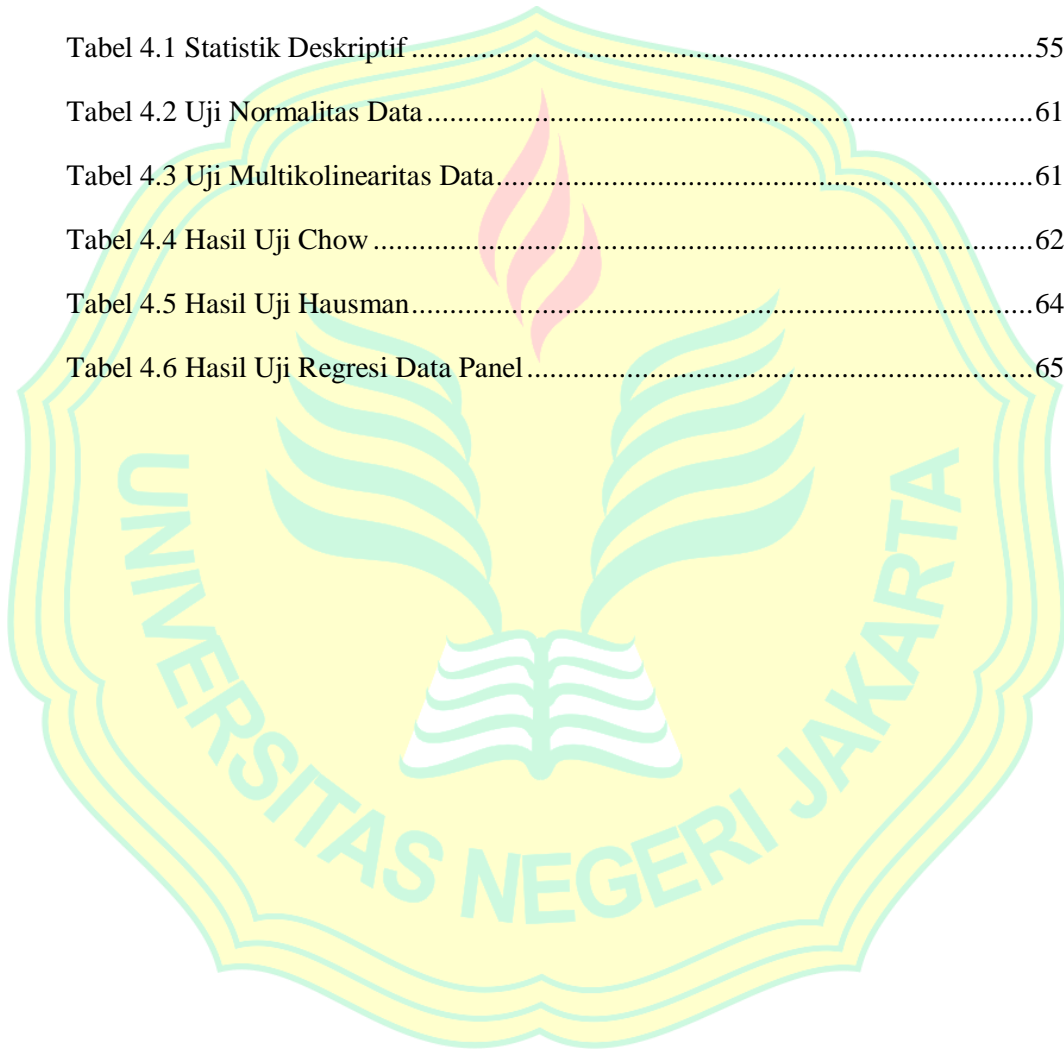 Tabel 4.1 Statistik Deskriptif ........................................................................................ 55
Tabel 4.2 Uji Normalitas Data ..................................................................................... 61
Tabel 4.3 Uji Multikolinearitas Data............................................................................ 61
Tabel 4.4 Hasil Uji Chow ............................................................................................. 62
Tabel 4.5 Hasil Uji Hausman........................................................................................ 64
Tabel 4.6 Hasil Uji Regresi Data Panel ........................................................................ 65
UNIVERSITAS NEGERI JAKARTA